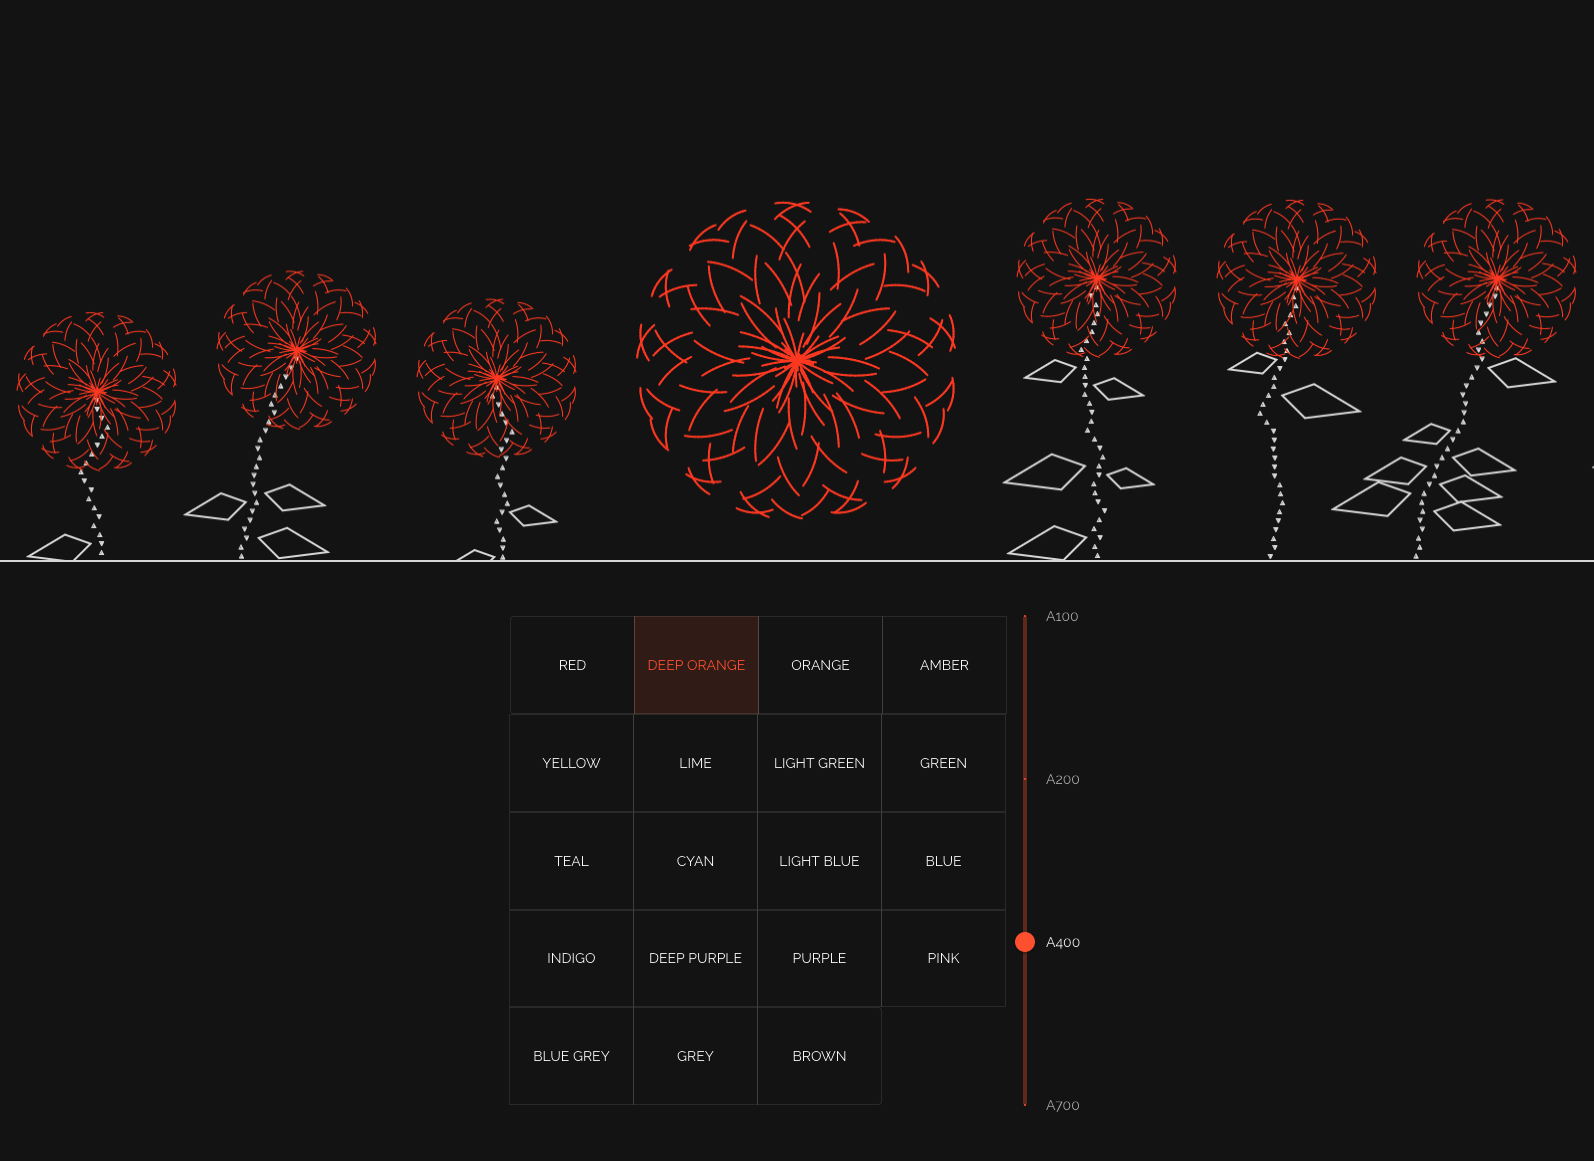 RED
DEEP ORANGE
ORANGE
AMBER
YELLOW
LIME
LIGHT GREEN
GREEN
TEAL
CYAN
LIGHT BLUE
BLUE
INDIGO
DEEP PURPLE
PURPLE
PINK
BLUE GREY
GREY
BROWN
A100
A200
A400
A700